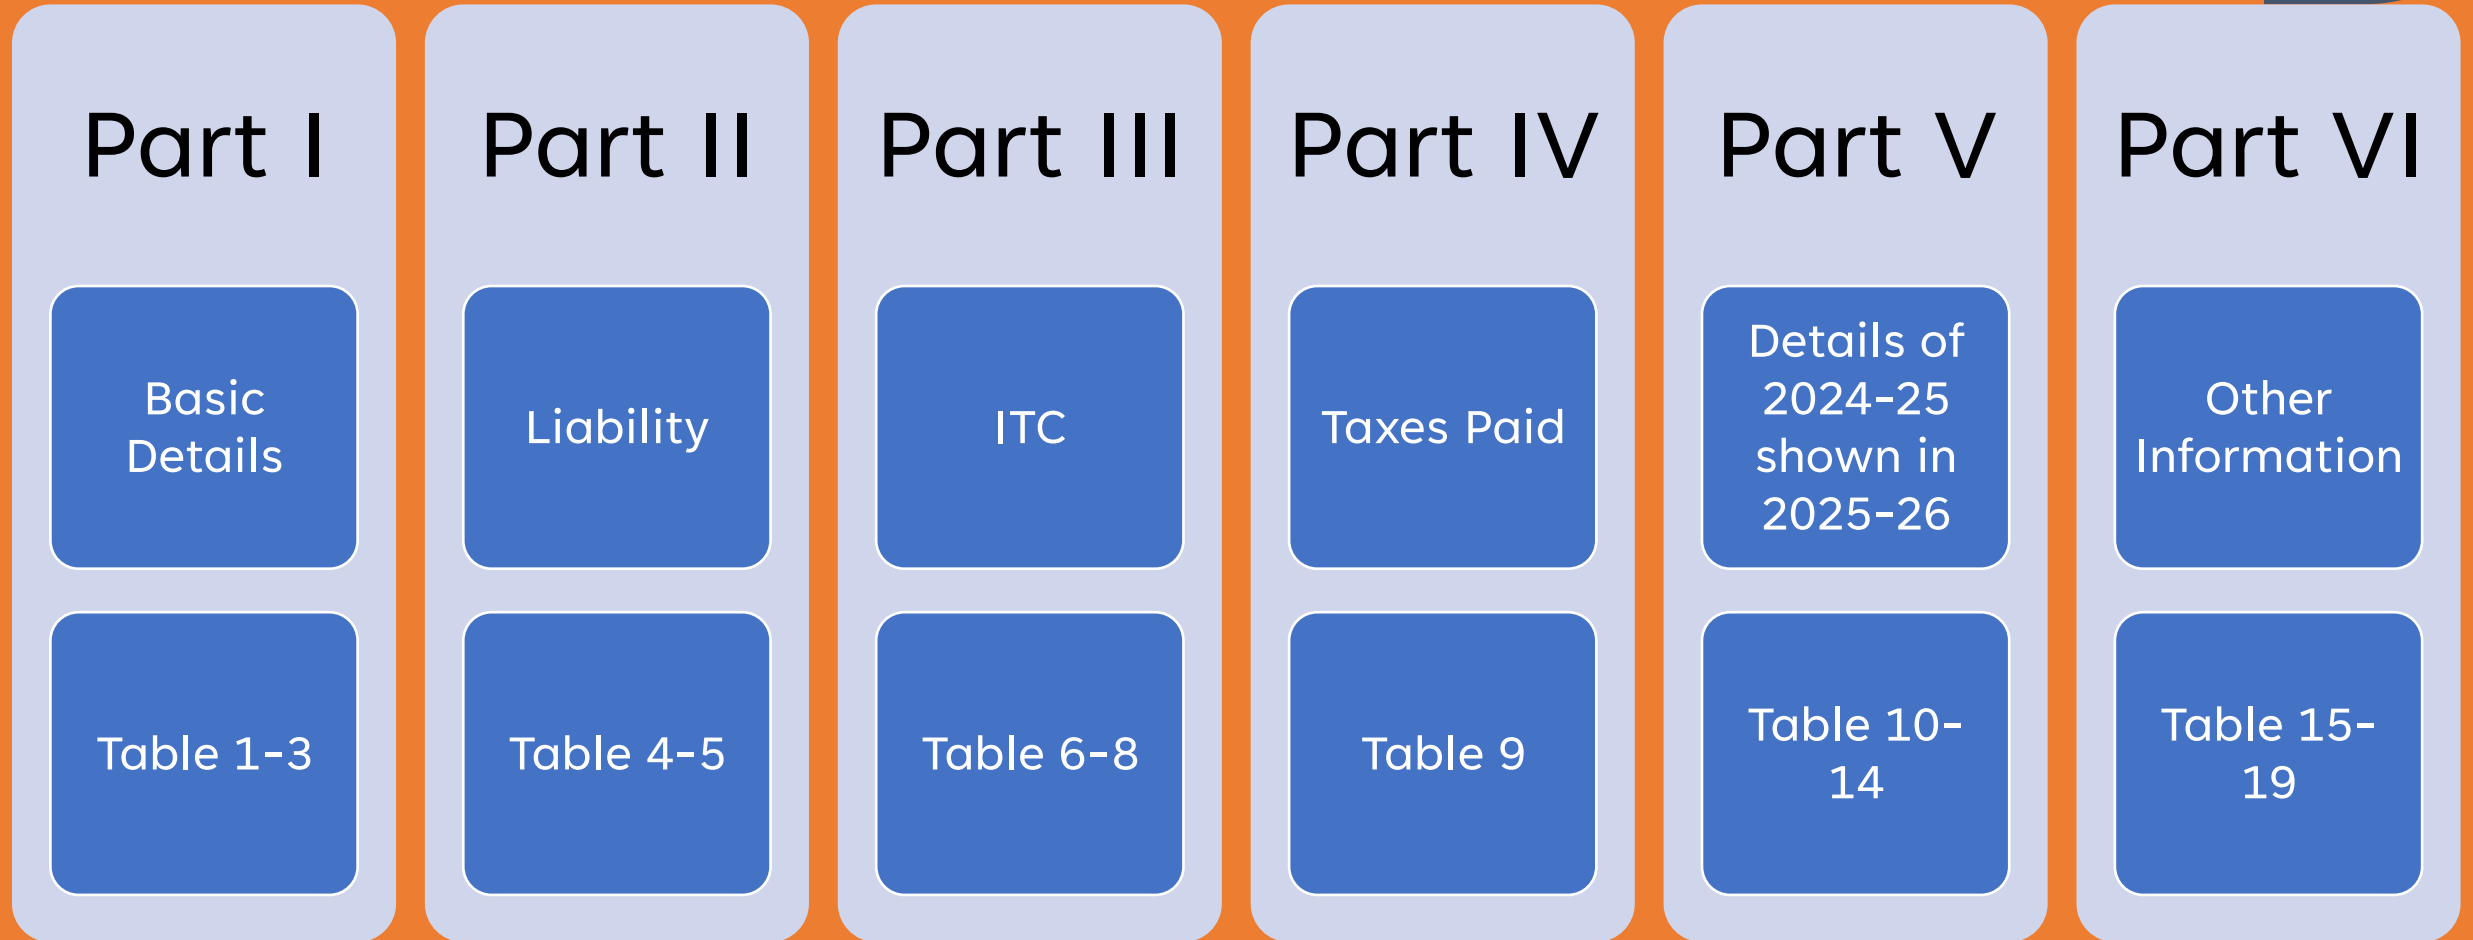 Part I
Basic
Details
Table 1-3
Part II
Liability
Table 4-5
Part III
ITC
Table 6-8
Part IV
Taxes Paid
Table 9
Part V
Details of
2024-25
shown in
2025-26
Table 10-
14
Part VI
Other
Information
Table 15-
19